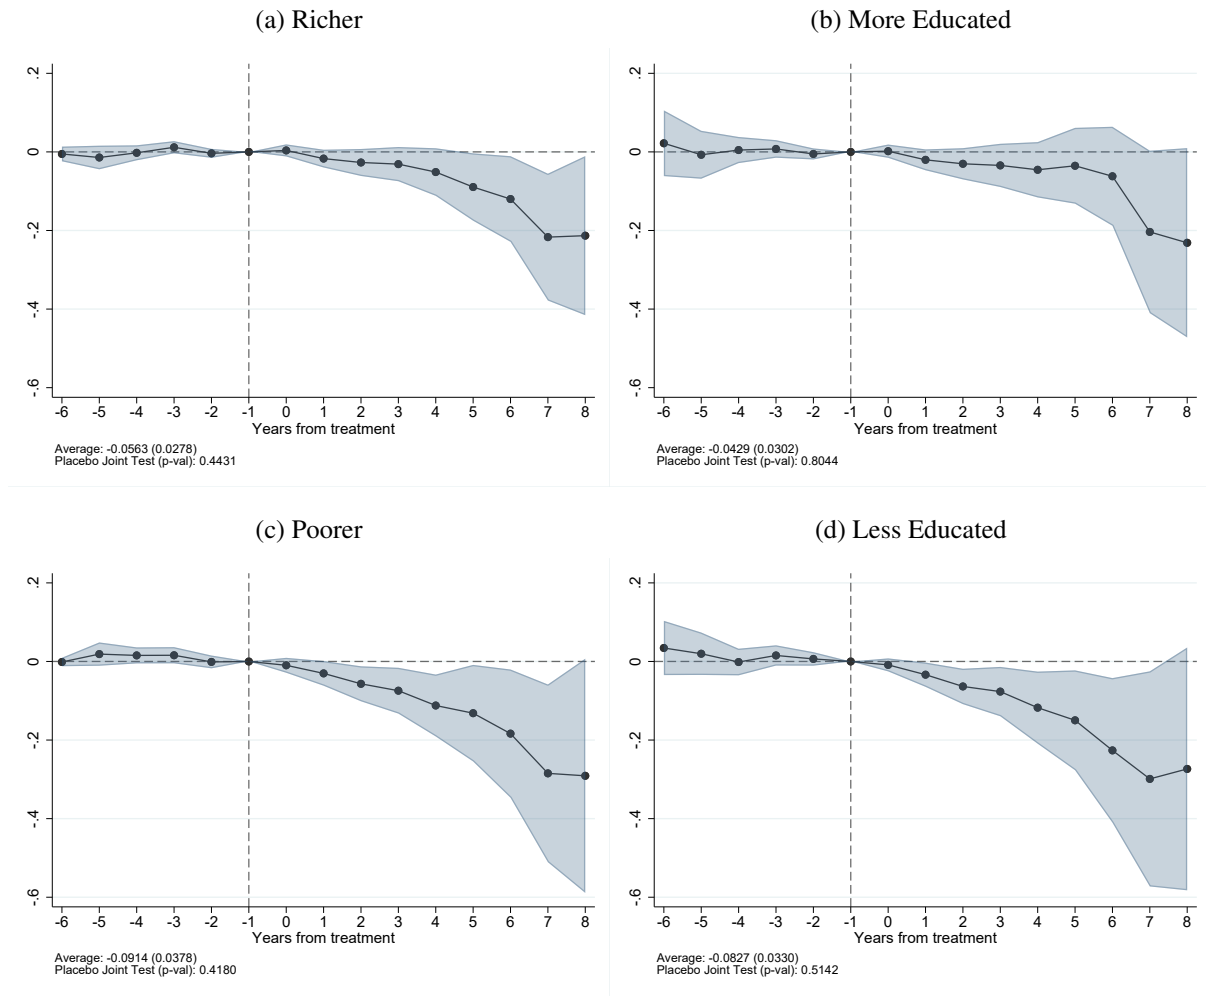 (a) Richer
.2
0
-.2
-.4
-.6
-6 -5 -4 -3 -2 -1 0 1 2 3 4 5 6 7 8
Years from treatment
Average: -0.0563 (0.0278)
Placebo Joint Test (p-val): 0.4431
(b) More Educated
.2
0
-.2
-.4
-.6
-6 -5 -4 -3 -2 -1 0 1 2 3 4 5 6 7 8
Years from treatment
Average: -0.0429 (0.0302)
Placebo Joint Test (p-val): 0.8044
(c) Poorer
.2
0
-.2
-.4
-.6
-6 -5 -4 -3 -2 -1 0 1 2 3 4 5 6 7 8
Years from treatment
Average: -0.0914 (0.0378)
Placebo Joint Test (p-val): 0.4180
(d) Less Educated
.2
0
-.2
-.4
-.6
-6 -5 -4 -3 -2 -1 0 1 2 3 4 5 6 7 8
Years from treatment
Average: -0.0827 (0.0330)
Placebo Joint Test (p-val): 0.5142